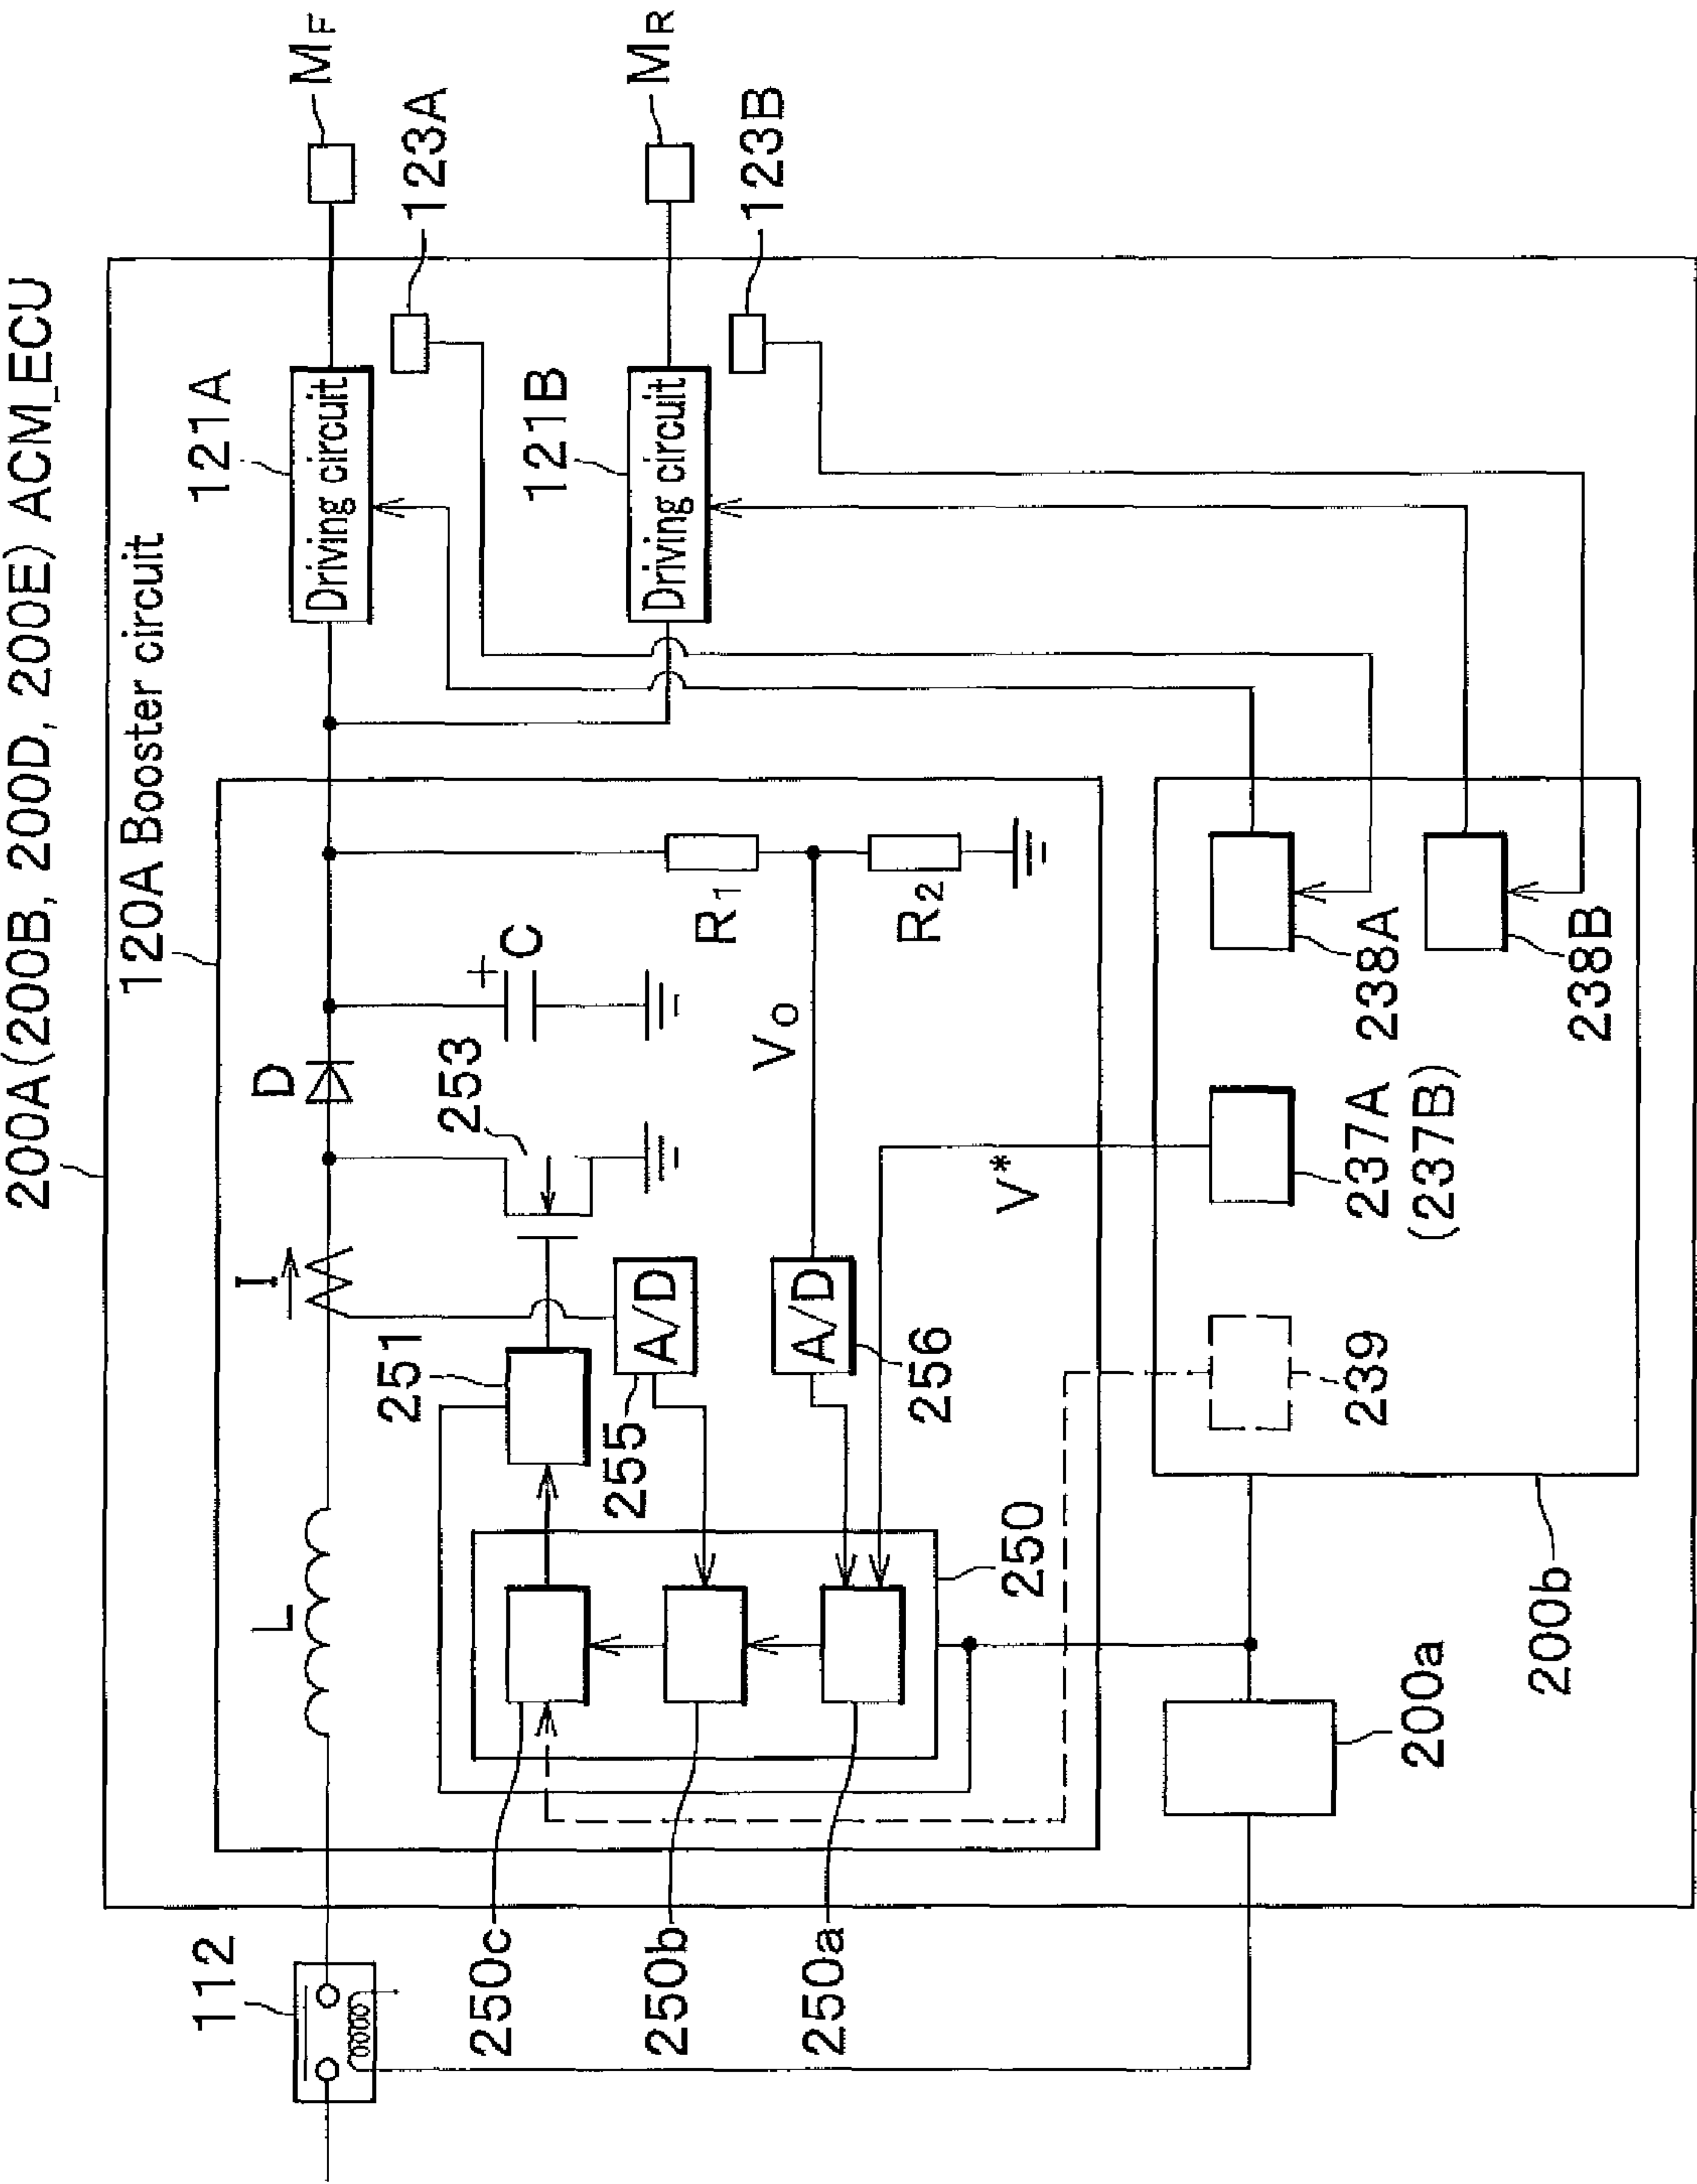 200A(200B, 200D, 200E) ACM_ECU
120A Booster circuit
112
L
I
D
C
+
121A
Driving circuit
MF
123A
121B
Driving circuit
MR
123B
253
251
255
A/D
A/D
256
R1
R2
VO
V*
250
250c
250b
250a
237A
(237B)
238A
238B
239
200a
200b